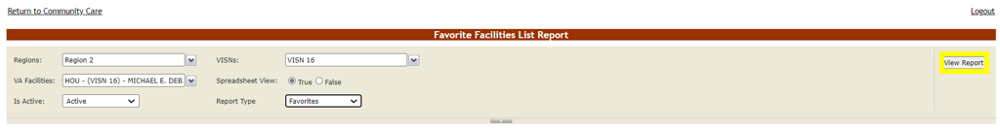 Return to Community Care Logout
Favorite Facilities List Report
Regions: Region 2 VISNs: VISN 16 View Report
VA Facilities: HOU - (VISN 16) - MICHAEL E. DEB Spreadsheet View: True False
Is Active: Active Report Type Favorites